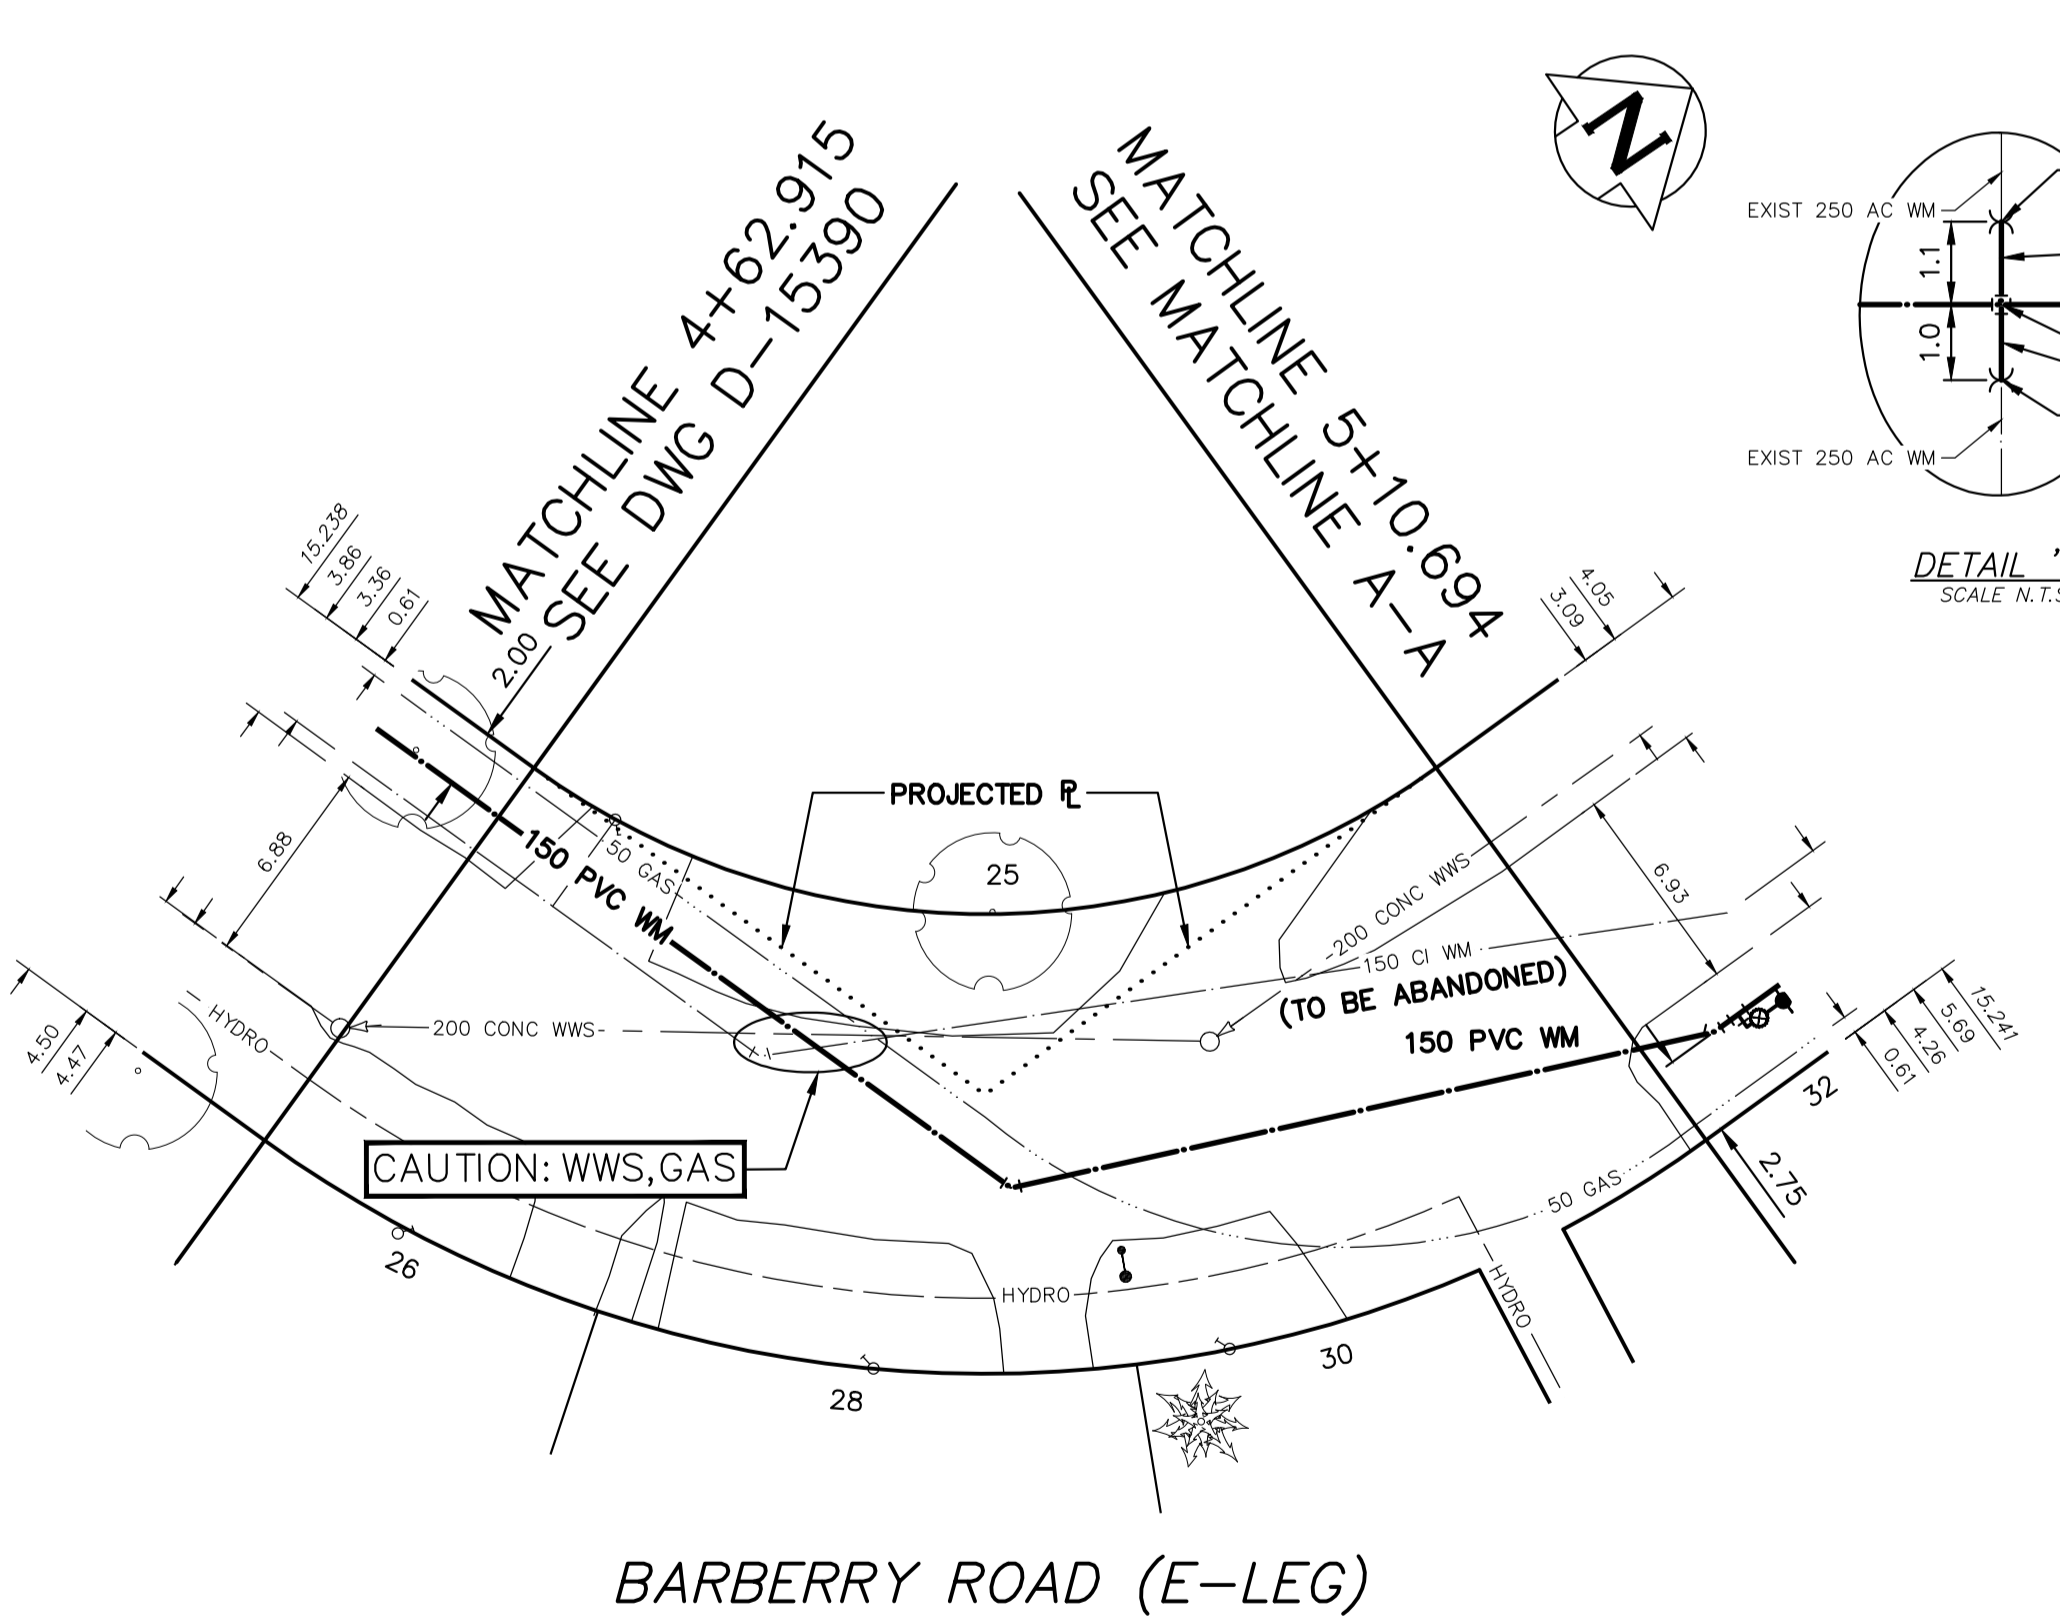 MATCHLINE 4+62.915
SEE DWG D-15390
MATCHLINE 5+10.694
SEE MATCHLINE A-A
N
EXIST 250 AC WM
1.1
1.0
EXIST 250 AC WM
DETAIL '
SCALE N.T.S
15.238
3.86
3.36
0.61
2.00
4.05
3.09
6.88
150 PVC WM
50 GAS
PROJECTED PL
25
200 CONC WWS
6.93
150 CI WM
(TO BE ABANDONED)
150 PVC WM
4.50
4.47
HYDRO
200 CONC WWS
CAUTION: WWS,GAS
15.241
5.69
4.26
0.61
32
2.75
50 GAS
26
HYDRO
HYDRO
28
30
BARBERRY ROAD (E-LEG)